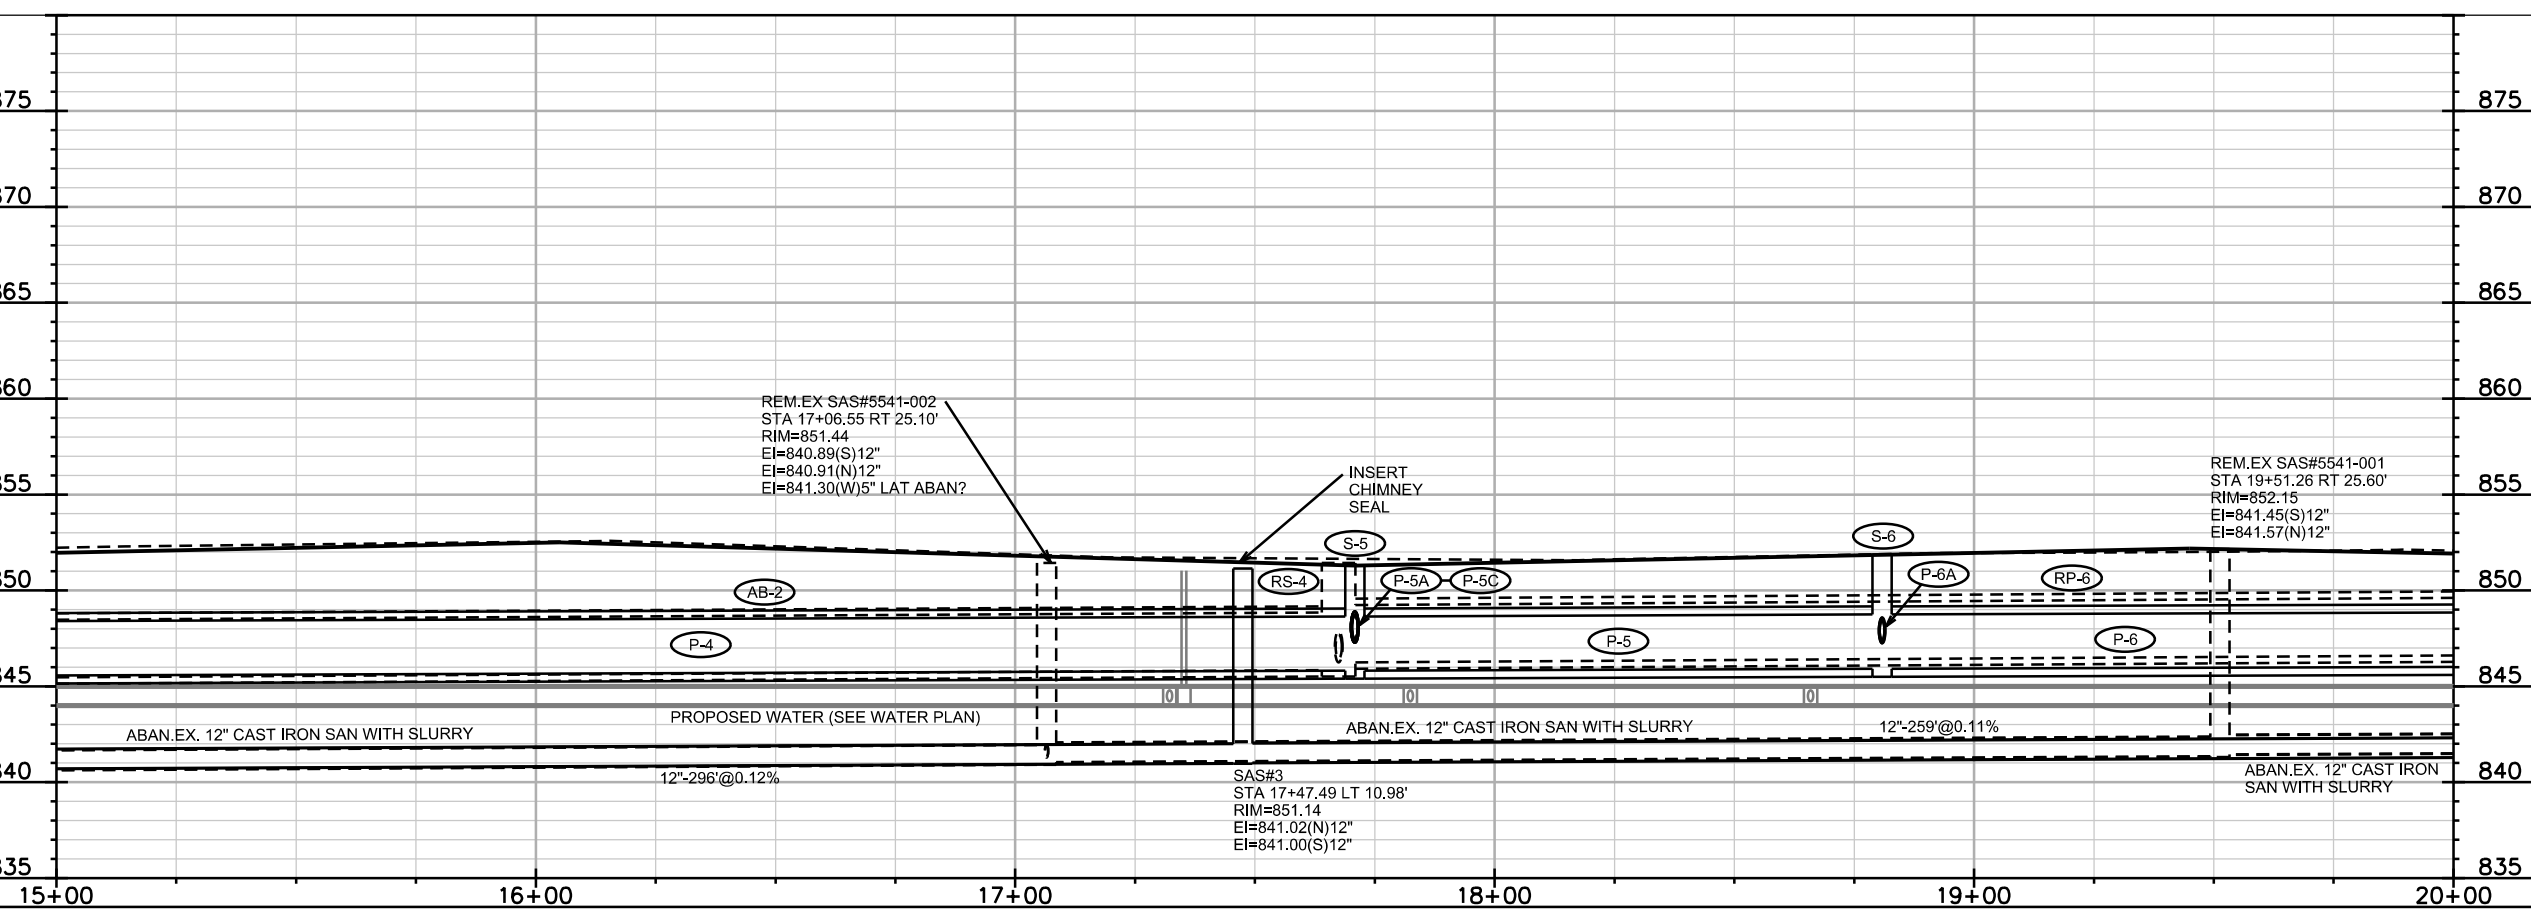 875
875
870
870
865
865
860
860
REM.EX SAS#5541-002
STA 17+06.55 RT 25.10'
RIM=851.44
EI=840.89(S)12"
EI=840.91(N)12"
EI=841.30(W)5" LAT ABAN?
INSERT
CHIMNEY
SEAL
REM.EX SAS#5541-001
STA 19+51.26 RT 25.60'
RIM=852.15
EI=841.45(S)12"
EI=841.57(N)12"
855
855
S-5
S-6
850
AB-2
RS-4
P-5A
P-5C
P-6A
RP-6
850
P-4
P-5
P-6
845
845
PROPOSED WATER (SEE WATER PLAN)
ABAN.EX. 12" CAST IRON SAN WITH SLURRY
ABAN.EX. 12" CAST IRON SAN WITH SLURRY
12"-259'@0.11%
840
12"-296'@0.12%
SAS#3
STA 17+47.49 LT 10.98'
RIM=851.14
EI=841.02(N)12"
EI=841.00(S)12"
ABAN.EX. 12" CAST IRON
SAN WITH SLURRY
840
835
835
15+00
16+00
17+00
18+00
19+00
20+00